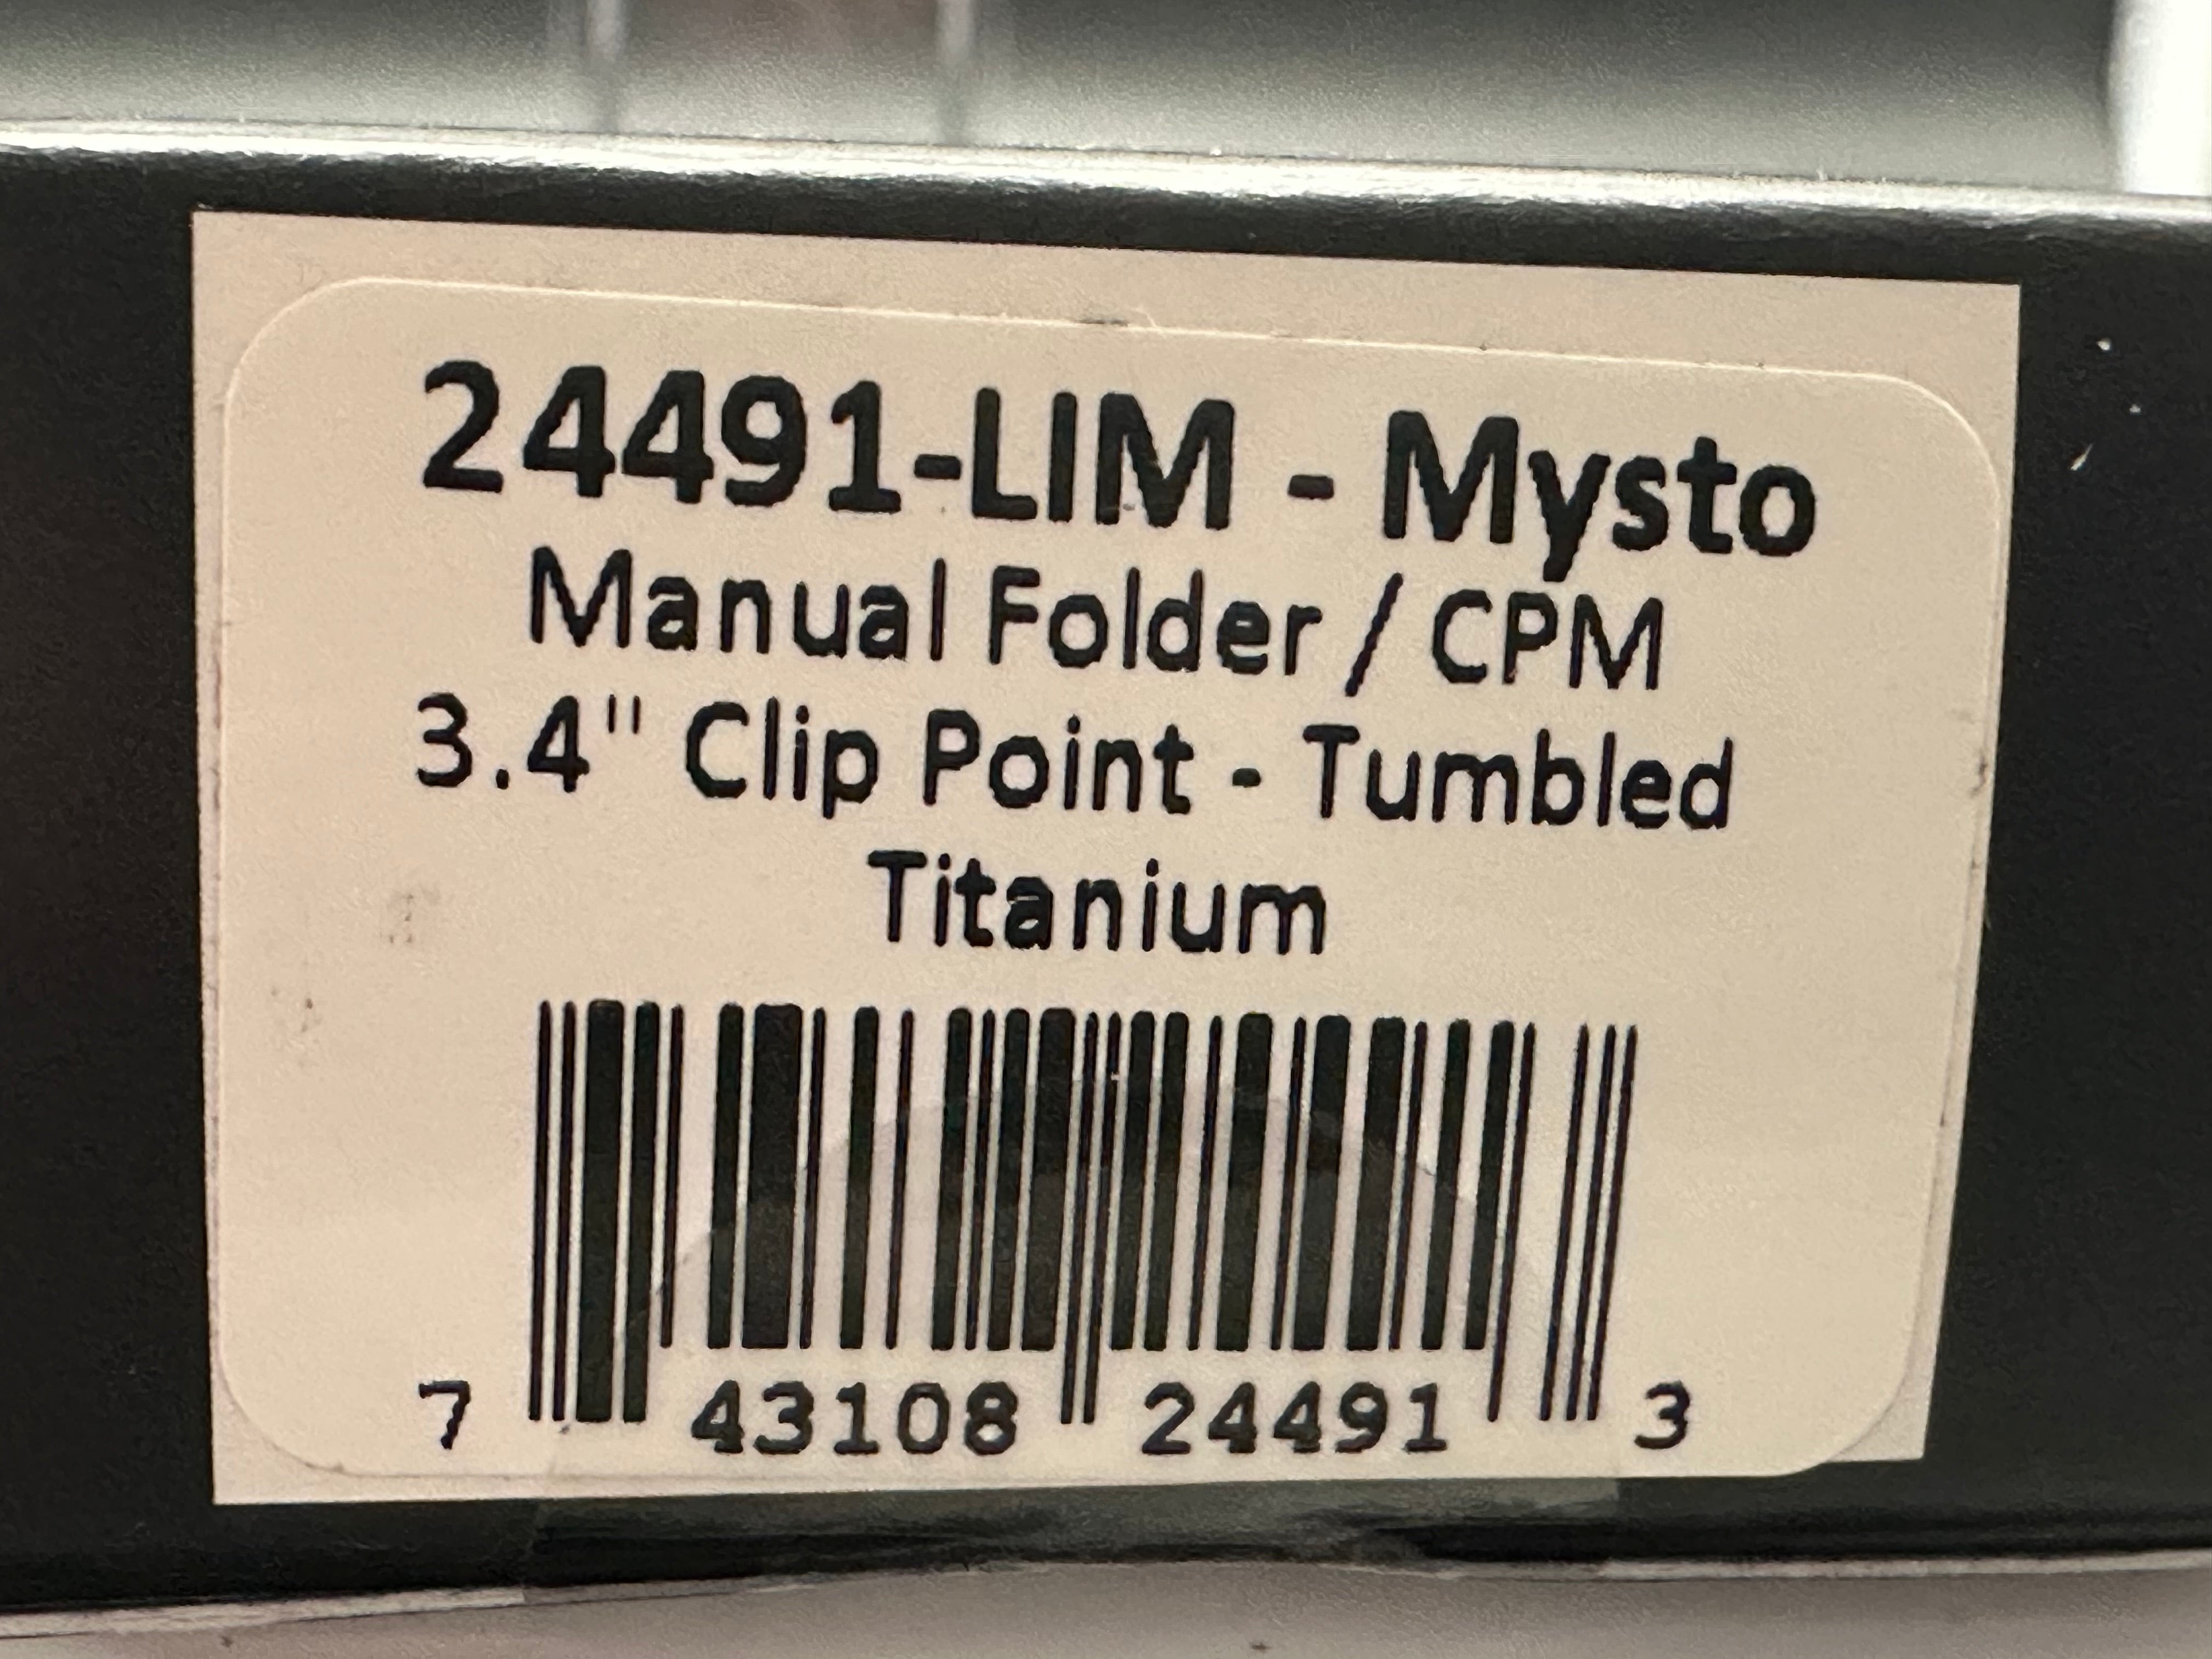 24491-LIM - Mysto
Manual Folder / CPM
3.4" Clip Point - Tumbled
Titanium
7 43108 24491 3